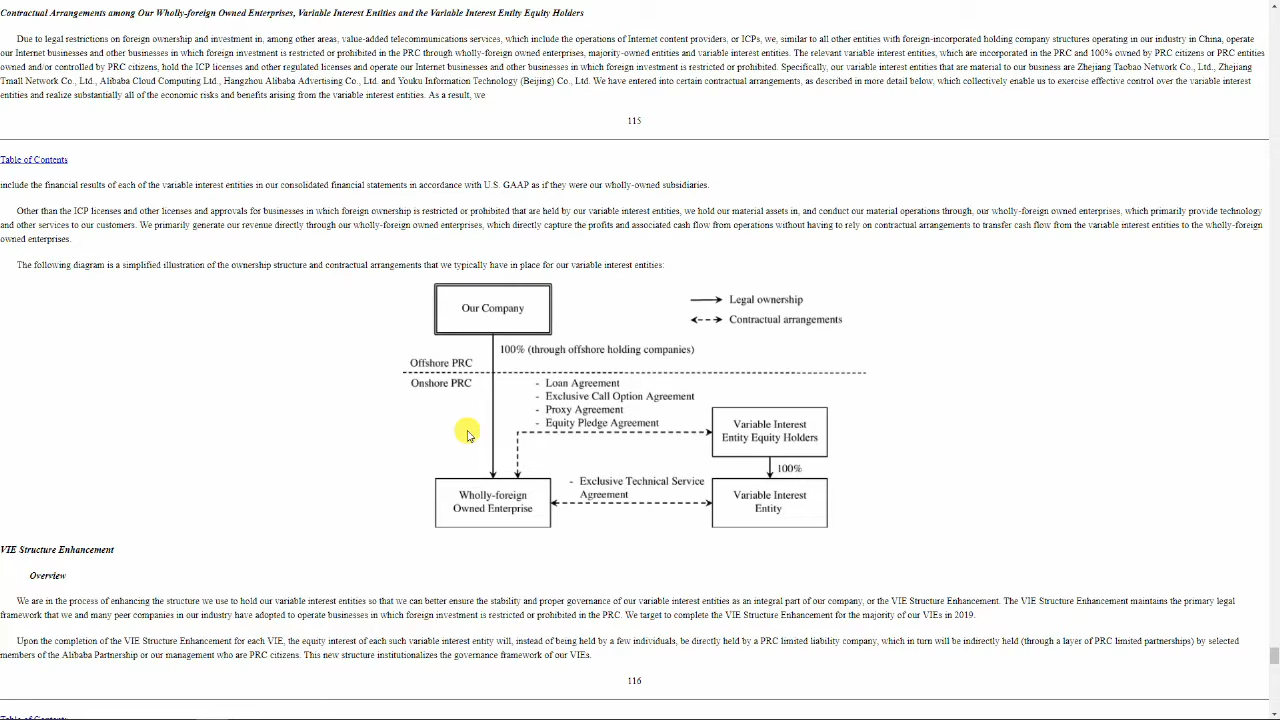 Contractual Arrangements among Our Wholly-foreign Owned Enterprises, Variable Interest Entities and the Variable Interest Entity Equity Holders
Due to legal restrictions on foreign ownership and investment in, among other areas, value-added telecommunications services, which include the operations of Internet content providers, or ICPs, we, similar to all other entities with foreign-incorporated holding company structures operating in our industry in China, operate
our Internet businesses and other businesses in which foreign investment is restricted or prohibited in the PRC through wholly-foreign owned enterprises, majority-owned entities and variable interest entities. The relevant variable interest entities, which are incorporated in the PRC and 100% owned by PRC citizens or PRC entities
owned and/or controlled by PRC citizens, hold the ICP licenses and other regulated licenses and operate our Internet businesses and other businesses in which foreign investment is restricted or prohibited. Specifically, our variable interest entities that are material to our business are Zhejiang Taobao Network Co., Ltd., Zhejiang
Tmall Network Co., Ltd., Alibaba Cloud Computing Ltd., Hangzhou Alibaba Advertising Co., Ltd. and Youku Information Technology (Beijing) Co., Ltd. We have entered into certain contractual arrangements, as described in more detail below, which collectively enable us to exercise effective control over the variable interest
entities and realize substantially all of the economic risks and benefits arising from the variable interest entities. As a result, we
115
Table of Contents
include the financial results of each of the variable interest entities in our consolidated financial statements in accordance with U.S. GAAP as if they were our wholly-owned subsidiaries.
Other than the ICP licenses and other licenses and approvals for businesses in which foreign ownership is restricted or prohibited that are held by our variable interest entities, we hold our material assets in, and conduct our material operations through, our wholly-foreign owned enterprises, which primarily provide technology
and other services to our customers. We primarily generate our revenue directly through our wholly-foreign owned enterprises, which directly capture the profits and associated cash flow from operations without having to rely on contractual arrangements to transfer cash flow from the variable interest entities to the wholly-foreign
owned enterprises.
The following diagram is a simplified illustration of the ownership structure and contractual arrangements that we typically have in place for our variable interest entities:
Our Company
Legal ownership
Contractual arrangements
100% (through offshore holding companies)
Offshore PRC
Onshore PRC
- Loan Agreement
- Exclusive Call Option Agreement
- Proxy Agreement
- Equity Pledge Agreement
Variable Interest
Entity Equity Holders
100%
- Exclusive Technical Service
Agreement
Wholly-foreign
Owned Enterprise
Variable Interest
Entity
VIE Structure Enhancement
Overview
We are in the process of enhancing the structure we use to hold our variable interest entities so that we can better ensure the stability and proper governance of our variable interest entities as an integral part of our company, or the VIE Structure Enhancement. The VIE Structure Enhancement maintains the primary legal
framework that we and many peer companies in our industry have adopted to operate businesses in which foreign investment is restricted or prohibited in the PRC. We target to complete the VIE Structure Enhancement for the majority of our VIEs in 2019.
Upon the completion of the VIE Structure Enhancement for each VIE, the equity interest of each such variable interest entity will, instead of being held by a few individuals, be directly held by a PRC limited liability company, which in turn will be indirectly held (through a layer of PRC limited partnerships) by selected
members of the Alibaba Partnership or our management who are PRC citizens. This new structure institutionalizes the governance framework of our VIEs.
116
Table of Contents